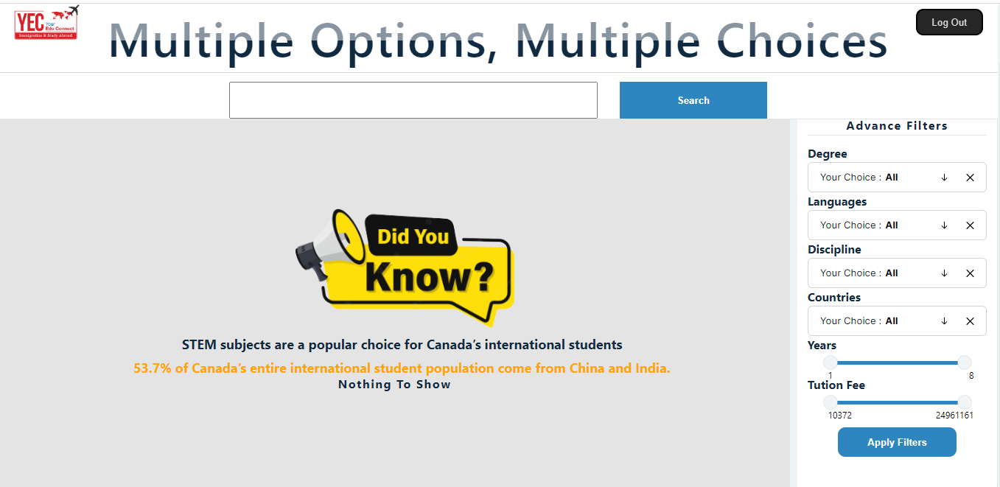 YEC
Your
Edu Connect
Immigration & Study Abroad
Multiple Options, Multiple Choices
Log Out
Search
Did You
Know?
STEM subjects are a popular choice for Canada's international students
53.7% of Canada's entire international student population come from China and India.
Nothing To Show
Advance Filters
Degree
Your Choice : All
Languages
Your Choice : All
Discipline
Your Choice : All
Countries
Your Choice : All
Years
1 8
Tution Fee
10372 24961161
Apply Filters